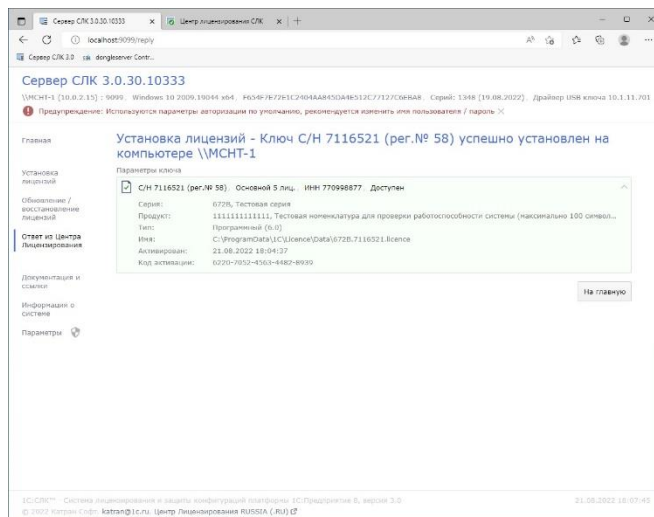 Сервер СЛК 3.0.30.10333
Центр лицензирования СЛК
localhost:9099/reply
Сервер СЛК 3.0
dongleserver Contr...
Сервер СЛК 3.0.30.10333
\\MCHT-1 [10.0.2.15] : 9099. Windows 10 2009.19044 x64. Серий: 1348 [19.08.2022]. Драйвер USB ключа 10.1.11.701
Предупреждение: Используются параметры авторизации по умолчанию, рекомендуется изменить имя пользователя / пароль
Главная
Установка лицензий
Обновление / восстановление лицензий
Ответ из Центра Лицензирования
Документация и ссылки
Информация о системе
Параметры
Установка лицензий - Ключ С/Н 7116521 (рег.№ 58) успешно установлен на
компьютере \\MCHT-1
Параметры ключа
С/Н 7116521 (рег.№ 58). Основной 5 лиц. ИНН 770998877. Доступен
Серия: 672B, Тестовая серия
Продукт: 1111111111111, Тестовая номенклатура для проверки работоспособности системы (максимально 100 символ...
Тип: Программный (6.0)
Имя: C:\ProgramData\1C\Licence\Data\672B.7116521.licence
Активирован: 21.08.2022 18:04:37
Код активации: 6220-7052-4563-4482-8939
На главную
1С:СЛК™ - Система лицензирования и защиты конфигураций платформы 1С:Предприятие 8, версия 3.0
21.08.2022 18:07:45
© 2022 Катран Софт. katran@1c.ru. Центр Лицензирования RUSSIA (.RU)